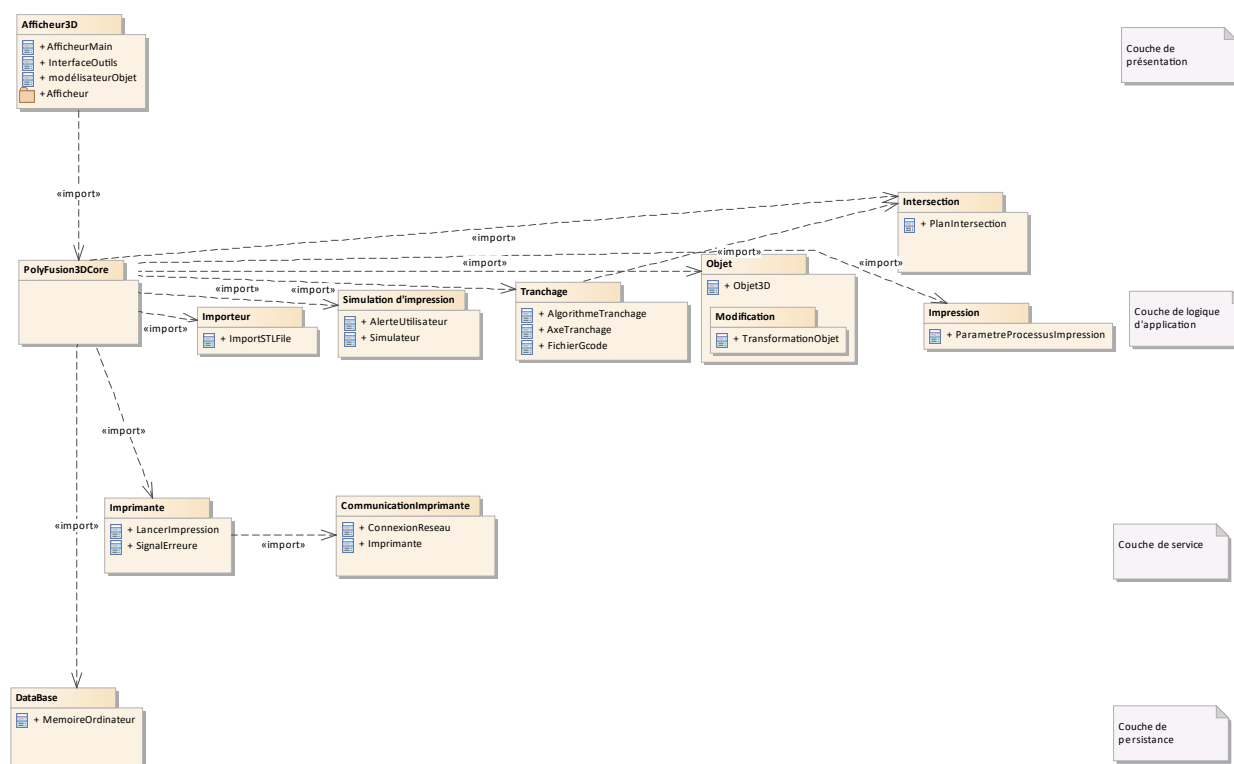 Afficheur3D
+ AfficheurMain
+ InterfaceOutils
+ modélisateurObjet
+ Afficheur
Couche de
présentation
«import»
Intersection
+ PlanIntersection
«import»
«import»
«import»
«import»
PolyFusion3DCore
Objet
+ Objet3D
Modification
+ TransformationObjet
«import»
«import»
Tranchage
+ AlgorithmeTranchage
+ AxeTranchage
+ FichierGcode
Simulation d'impression
+ AlerteUtilisateur
+ Simulateur
Importeur
+ ImportSTLFile
«import»
Impression
+ ParametreProcessusImpression
Couche de logique
d'application
«import»
Imprimante
+ LancerImpression
+ SignalErreure
«import»
«import»
CommunicationImprimante
+ ConnexionReseau
+ Imprimante
Couche de service
DataBase
+ MemoireOrdinateur
Couche de
persistance